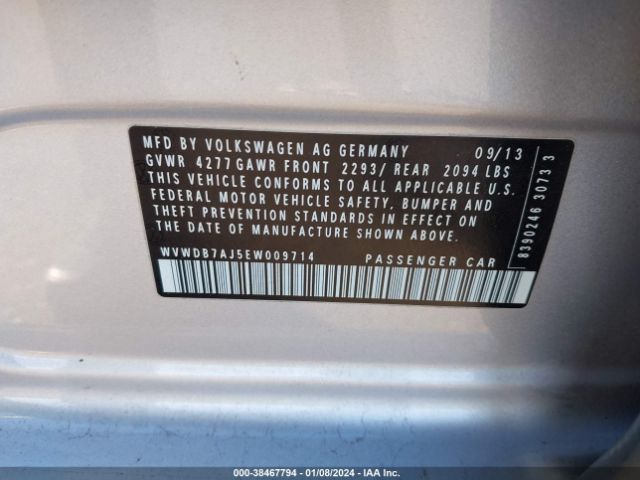 MFD BY VOLKSWAGEN AG GERMANY 09/13
GVWR 4277 GAWR FRONT 2293/ REAR 2094 LBS
THIS VEHICLE CONFORMS TO ALL APPLICABLE U.S.
FEDERAL MOTOR VEHICLE SAFETY, BUMPER AND
THEFT PREVENTION STANDARDS IN EFFECT ON
THE DATE OF MANUFACTURE SHOWN ABOVE.
WVWDB7AJ5EW009714 PASSENGER CAR
8390246 3073 3
000-38467794 - 01/08/2024 - IAA Inc.